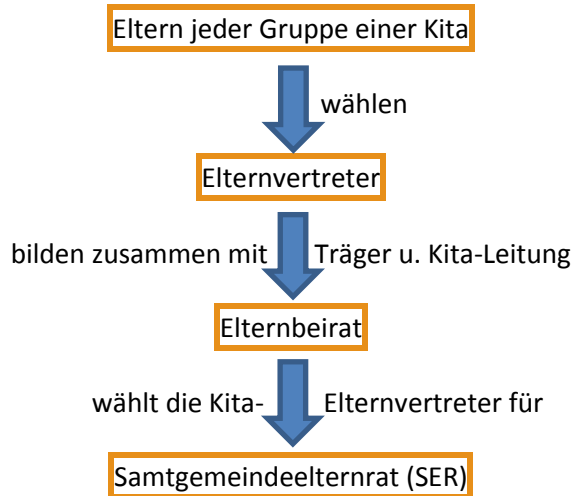 Eltern jeder Gruppe einer Kita
wählen
Elternvertreter
bilden zusammen mit Träger u. Kita-Leitung
Elternbeirat
wählt die Kita- Elternvertreter für
Samtgemeindeelternrat (SER)